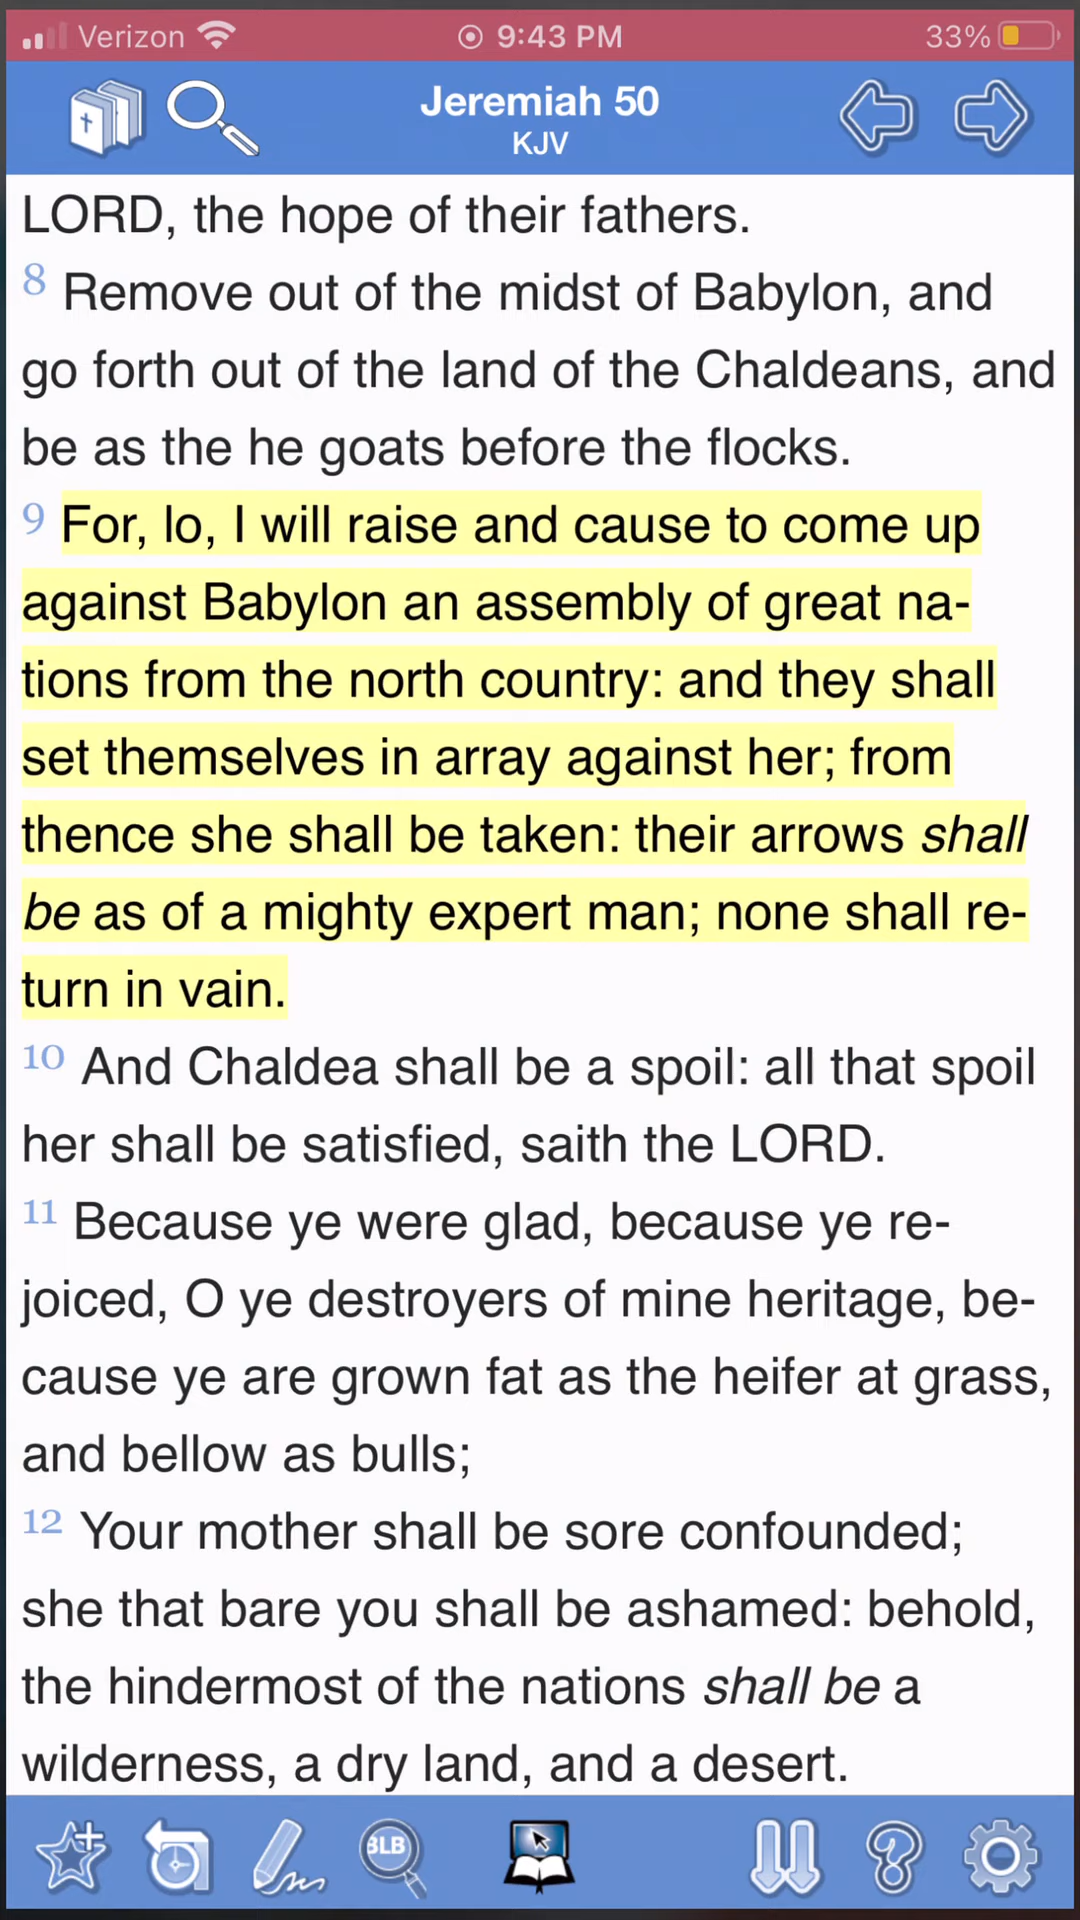 Verizon 9:43 PM 33%
Jeremiah 50
KJV
LORD, the hope of their fathers.
8 Remove out of the midst of Babylon, and
go forth out of the land of the Chaldeans, and
be as the he goats before the flocks.
9 For, lo, I will raise and cause to come up
against Babylon an assembly of great na-
tions from the north country: and they shall
set themselves in array against her; from
thence she shall be taken: their arrows shall
be as of a mighty expert man; none shall re-
turn in vain.
10 And Chaldea shall be a spoil: all that spoil
her shall be satisfied, saith the LORD.
11 Because ye were glad, because ye re-
joiced, O ye destroyers of mine heritage, be-
cause ye are grown fat as the heifer at grass,
and bellow as bulls;
12 Your mother shall be sore confounded;
she that bare you shall be ashamed: behold,
the hindermost of the nations shall be a
wilderness, a dry land, and a desert.
BLB